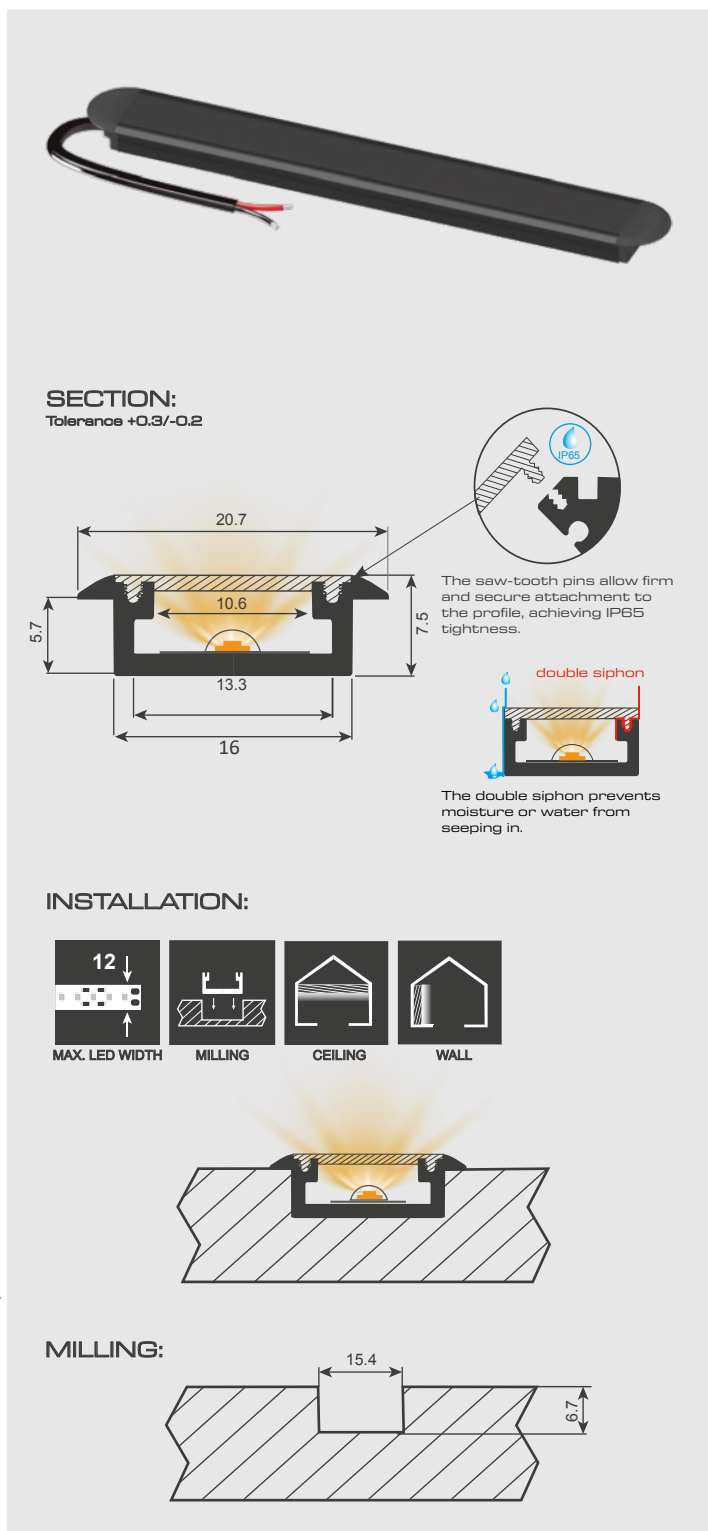 SECTION:
Tolerance +0.3/-0.2
IP65
20.7
10.6
5.7
7.5
13.3
16
The saw-tooth pins allow firm
and secure attachment to
the profile, achieving IP65
tightness.
double siphon
The double siphon prevents
moisture or water from
seeping in.
INSTALLATION:
12
MAX. LED WIDTH
MILLING
CEILING
WALL
MILLING:
15.4
6.7